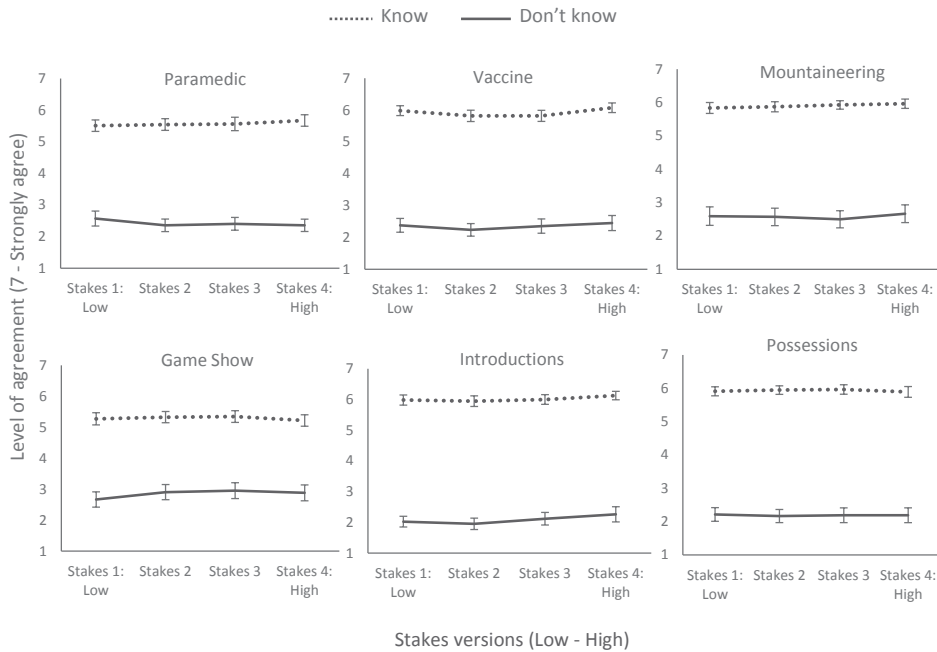 Know Don't know
Level of agreement (7 - Strongly agree)
Paramedic
7
6
5
4
3
2
1
Stakes 1: Stakes 2 Stakes 3 Stakes 4:
Low High
Vaccine
7
6
5
4
3
2
1
Stakes 1: Stakes 2 Stakes 3 Stakes 4:
Low High
Mountaineering
7
6
5
4
3
2
1
Stakes 1: Stakes 2 Stakes 3 Stakes 4:
Low High
Game Show
7
6
5
4
3
2
1
Stakes 1: Stakes 2 Stakes 3 Stakes 4:
Low High
Introductions
7
6
5
4
3
2
1
Stakes 1: Stakes 2 Stakes 3 Stakes 4:
Low High
Possessions
7
6
5
4
3
2
1
Stakes 1: Stakes 2 Stakes 3 Stakes 4:
Low High
Stakes versions (Low - High)